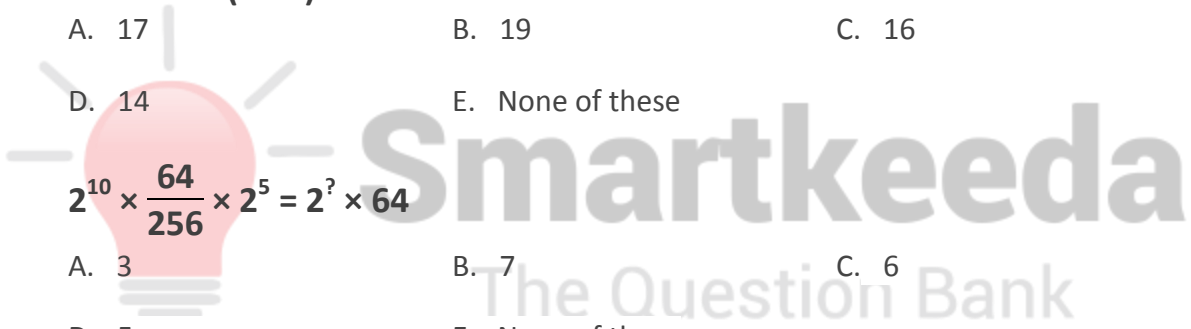 A. 17 B. 19 C. 16
D. 14 E. None of these
2¹⁰ × 64/256 × 2⁵ = 2^? × 64
A. 3 B. 7 C. 6
Smartkeeda
The Question Bank